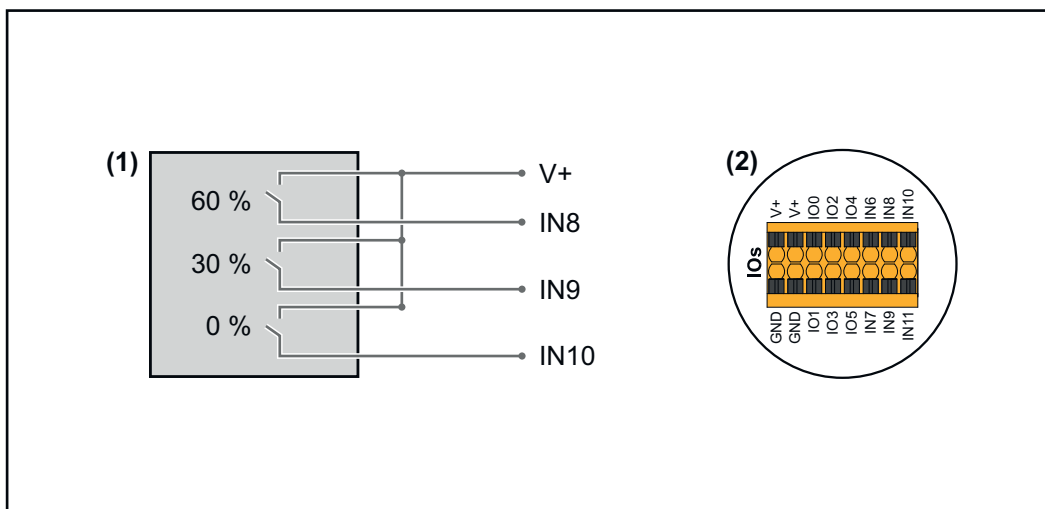 (1)
60 %
30 %
0 %
V+
IN8
IN9
IN10
(2)
V+ V+ IO0 IO2 IO4 IN6 IN8 IN10
IOs
GND GND IO1 IO3 IO5 IN7 IN9 IN11